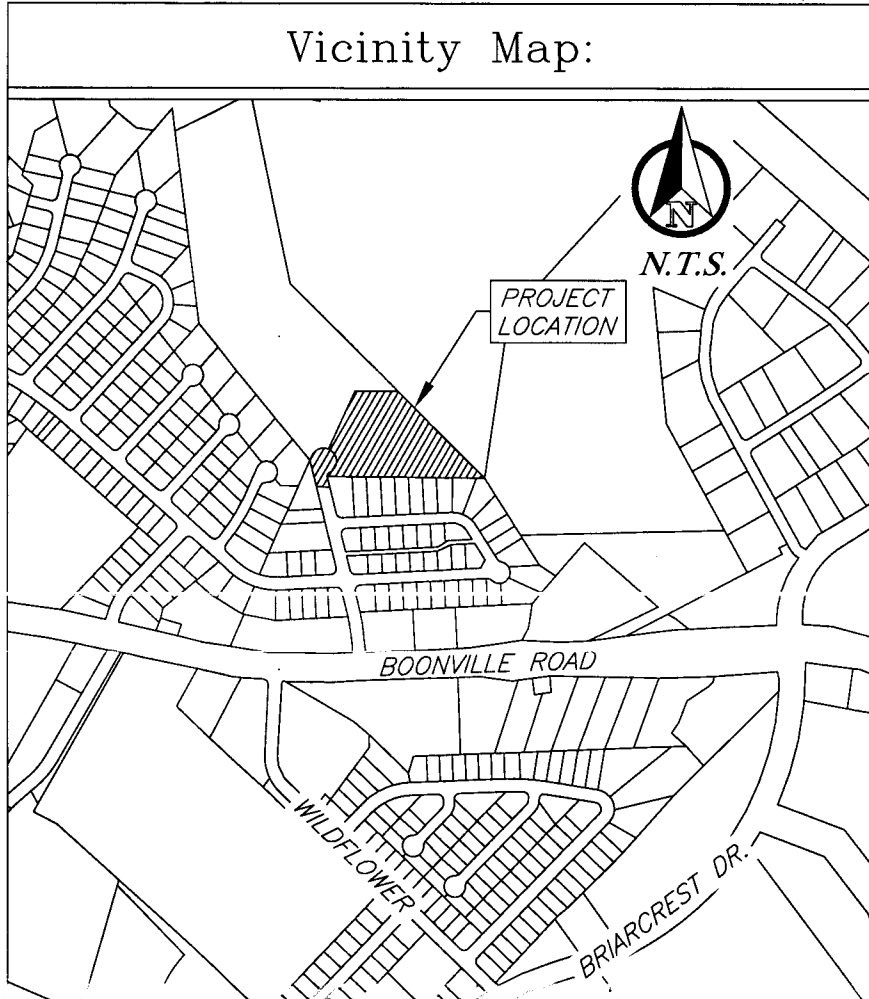 Vicinity Map:
N
N.T.S.
PROJECT
LOCATION
BOONVILLE ROAD
WILDFLOWER
BRIARCREST DR.